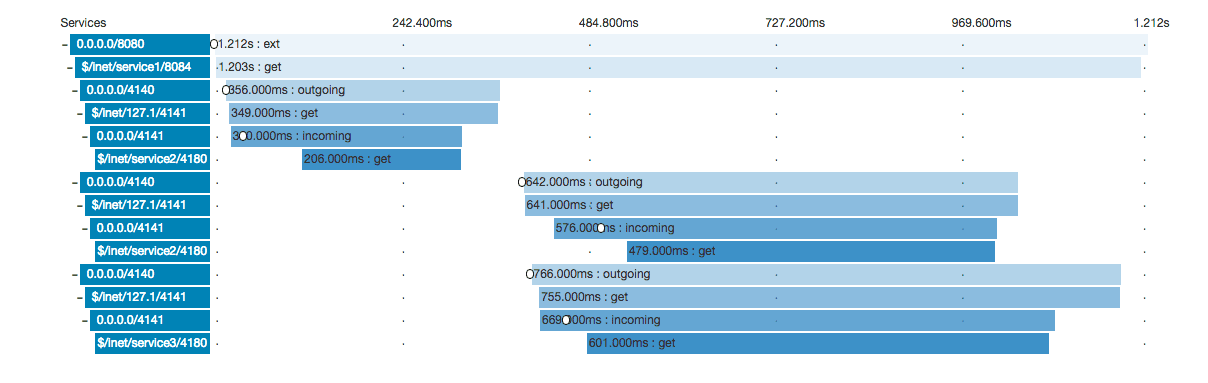 Services 242.400ms 484.800ms 727.200ms 969.600ms 1.212s
– 0.0.0.0/8080 1.212s : ext
– $/inet/service1/8084 1.203s : get
– 0.0.0.0/4140 356.000ms : outgoing
– $/inet/127.1/4141 349.000ms : get
– 0.0.0.0/4141 : incoming
$/inet/service2/4180 206.000ms : get
– 0.0.0.0/4140 642.000ms : outgoing
– $/inet/127.1/4141 641.000ms : get
– 0.0.0.0/4141 576.000ms : incoming
$/inet/service2/4180 479.000ms : get
– 0.0.0.0/4140 766.000ms : outgoing
– $/inet/127.1/4141 755.000ms : get
– 0.0.0.0/4141 669.000ms : incoming
$/inet/service3/4180 601.000ms : get